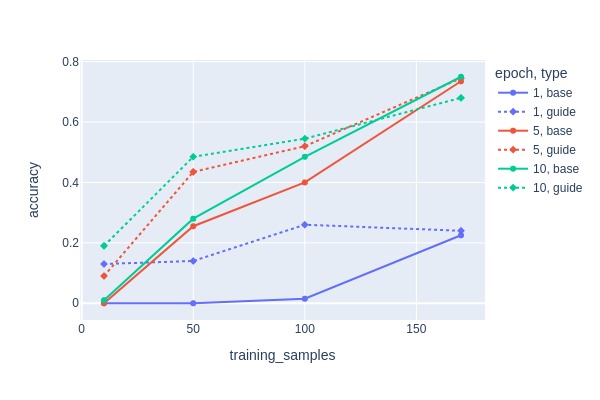 epoch, type
1, base
1, guide
5, base
5, guide
10, base
10, guide
accuracy
0.8
0.6
0.4
0.2
0
0 50 100 150
training_samples